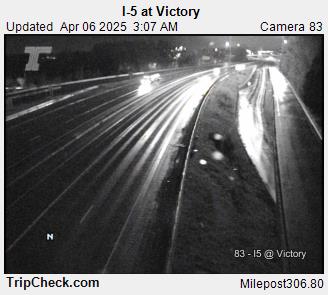 I-5 at Victory
Updated Apr 06 2025 3:07 AM Camera 83
T
N
83 - I5 @ Victory
TripCheck.com Milepost306.80